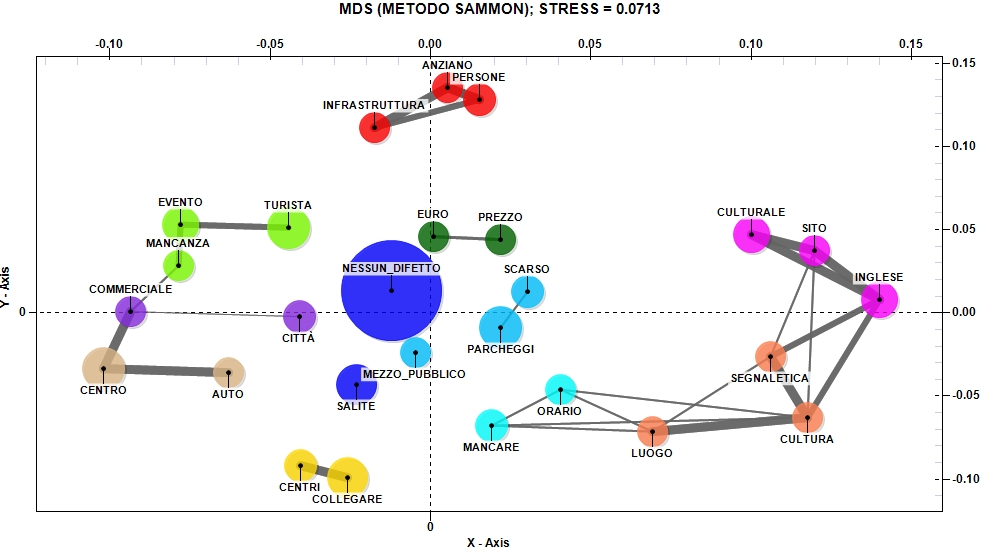 MDS (METODO SAMMON); STRESS = 0.0713
-0.10 -0.05 0.00 0.05 0.10 0.15
0.15
ANZIANO
PERSONE
INFRASTRUTTURA
0.10
EVENTO
TURISTA
EURO
PREZZO
CULTURALE
SITO
0.05
MANCANZA
NESSUN_DIFETTO
SCARSO
INGLESE
COMMERCIALE
Y - Axis
0
0.00
CITTÀ
PARCHEGGI
CENTRO
AUTO
MEZZO_PUBBLICO
SALITE
SEGNALETICA
-0.05
ORARIO
MANCARE
LUOGO
CULTURA
CENTRI
COLLEGARE
-0.10
0
X - Axis